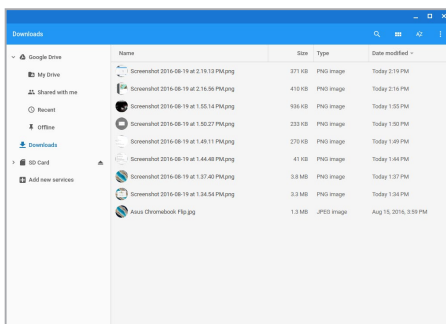 Downloads
Google Drive
My Drive
Shared with me
Recent
Offline
Downloads
SD Card
Add new services
Name Size Type Date modified
Screenshot 2016-08-19 at 2.19.13 PM.png 371 KB PNG image Today 2:19 PM
Screenshot 2016-08-19 at 2.16.56 PM.png 410 KB PNG image Today 2:16 PM
Screenshot 2016-08-19 at 1.55.14 PM.png 936 KB PNG image Today 1:55 PM
Screenshot 2016-08-19 at 1.50.27 PM.png 233 KB PNG image Today 1:50 PM
Screenshot 2016-08-19 at 1.49.11 PM.png 270 KB PNG image Today 1:49 PM
Screenshot 2016-08-19 at 1.44.48 PM.png 41 KB PNG image Today 1:44 PM
Screenshot 2016-08-19 at 1.37.40 PM.png 3.8 MB PNG image Today 1:37 PM
Screenshot 2016-08-19 at 1.34.54 PM.png 3.3 MB PNG image Today 1:34 PM
Asus Chromebook Flip.jpg 1.3 MB JPEG image Aug 15, 2016, 3:59 PM